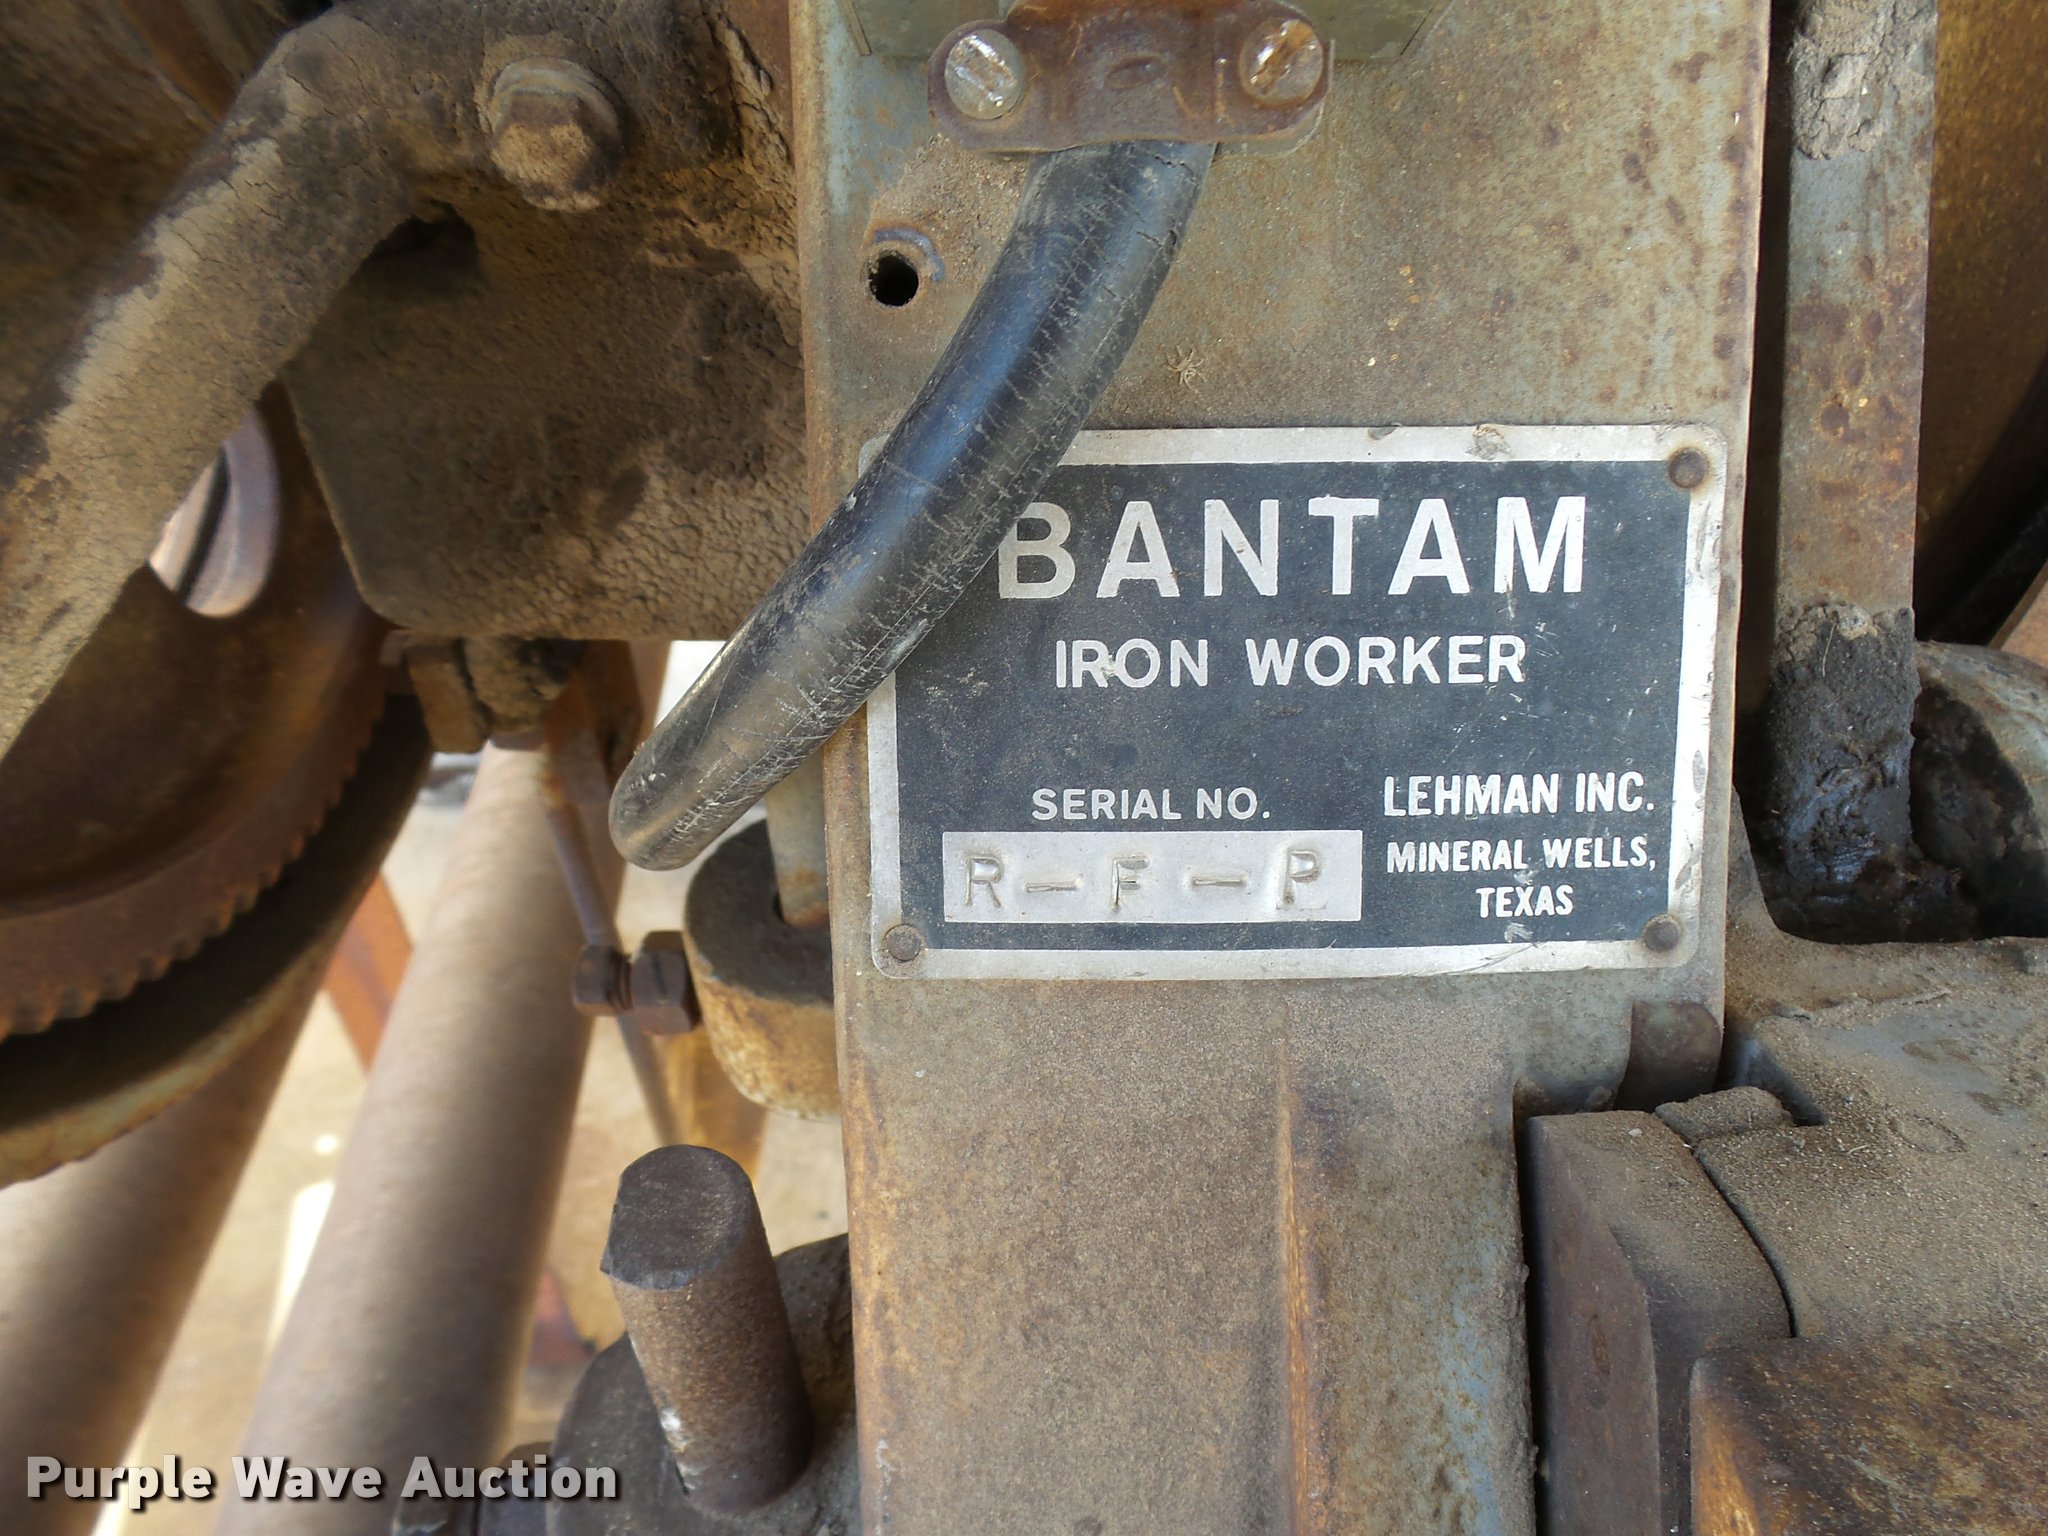 BANTAM
IRON WORKER
SERIAL NO.
R-F-P
LEHMAN INC.
MINERAL WELLS,
TEXAS
Purple Wave Auction